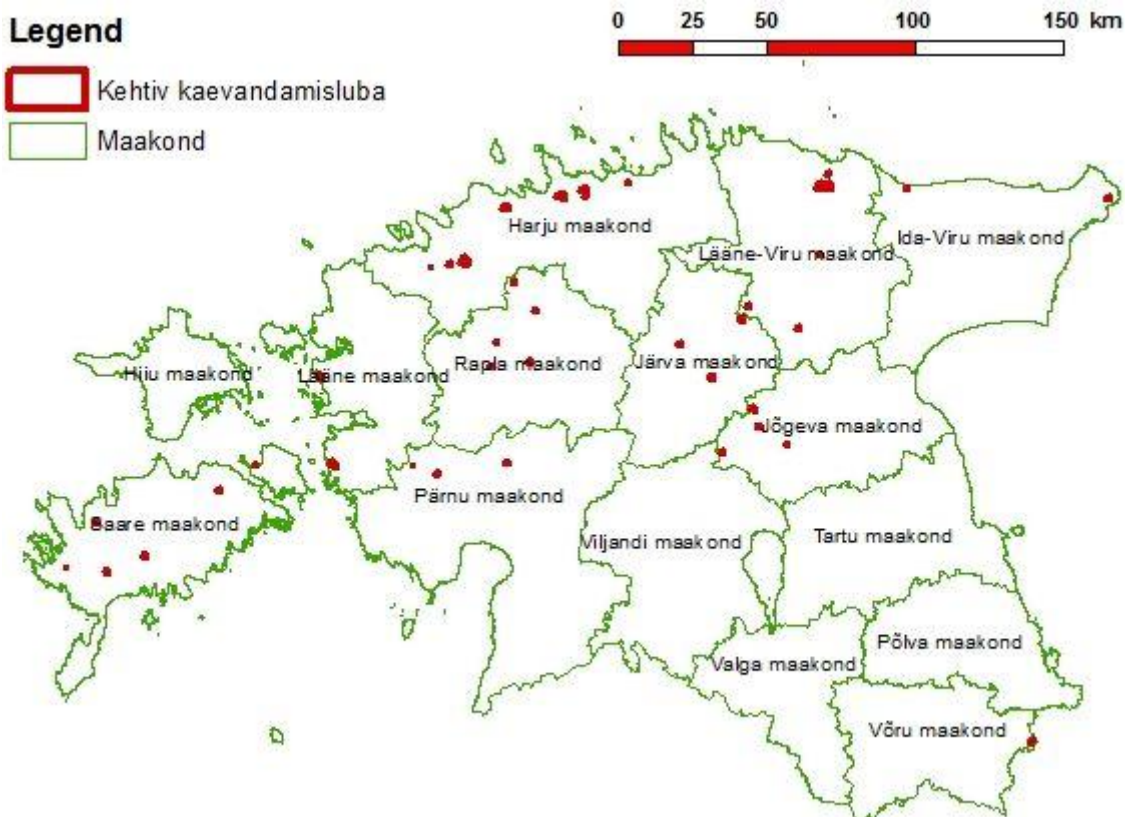 Legend
Kehtiv kaevandamisluba
Maakond
0 25 50 100 150 km
Harju maakond
Lääne-Viru maakond
Ida-Viru maakond
Hiiu maakond
Lääne maakond
Rapla maakond
Järva maakond
Jõgeva maakond
Pärnu maakond
Saare maakond
Viljandi maakond
Tartu maakond
Põlva maakond
Valga maakond
Võru maakond